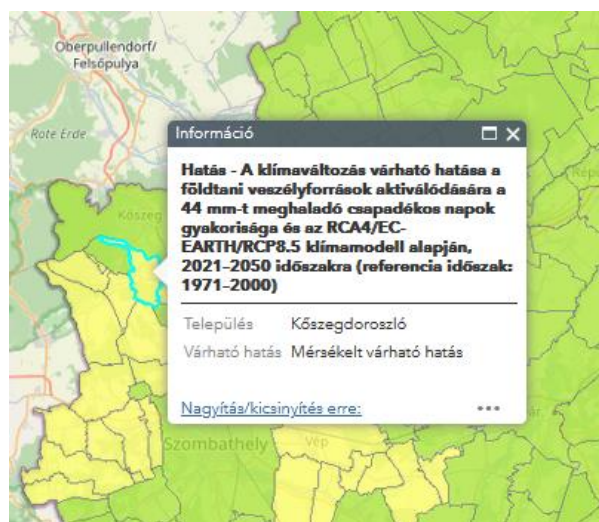 Oberpullendorf/
Felsőpulya
Rote Erde
Információ
Hatás - A klímaváltozás várható hatása a
földtani veszélyforrások aktiválódására a
44 mm-t meghaladó csapadékos napok
gyakorisága és az RCA4/EC-
EARTH/RCP8.5 klímamodell alapján,
2021-2050 időszakra (referencia időszak:
1971-2000)
Kőszeg
Település Kőszegdoroszló
Várható hatás Mérsékelt várható hatás
Nagyítás/kicsinyítés erre:
Szombathely
Vép